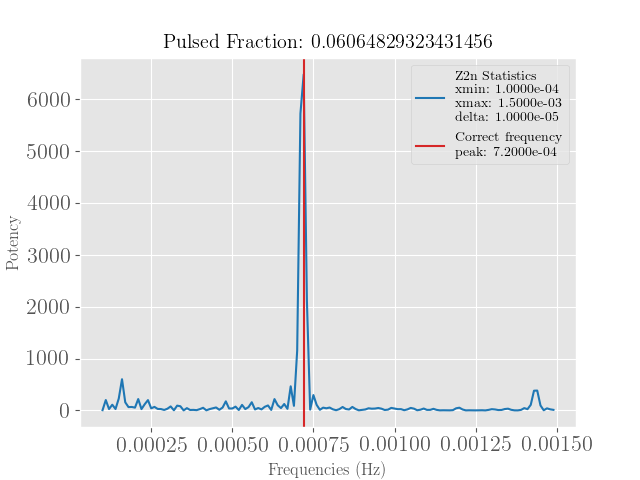 Pulsed Fraction: 0.06064829323431456
Z2n Statistics
xmin: 1.0000e-04
xmax: 1.5000e-03
delta: 1.0000e-05
Correct frequency
peak: 7.2000e-04
6000
5000
4000
3000
2000
1000
0
Potency
0.00025 0.00050 0.00075 0.00100 0.00125 0.00150
Frequencies (Hz)